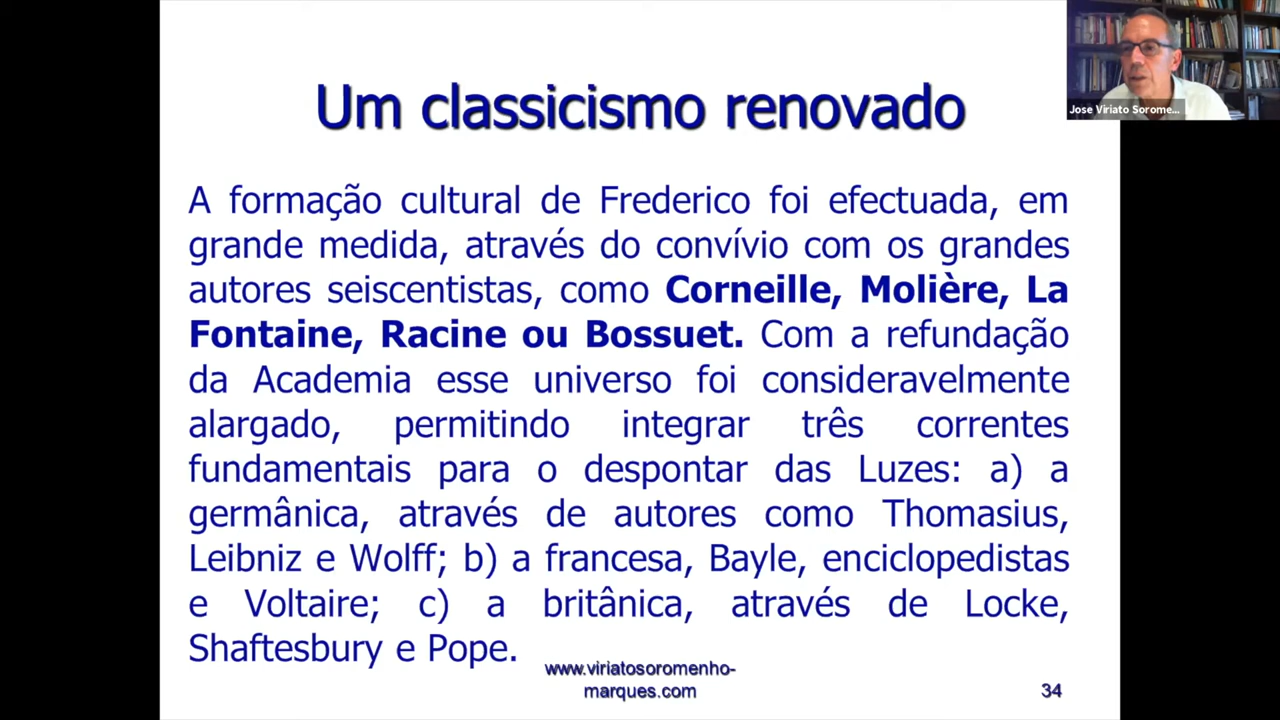 Um classicismo renovado
Jose Viriato Sorome...
A formação cultural de Frederico foi efectuada, em
grande medida, através do convívio com os grandes
autores seiscentistas, como Corneille, Molière, La
Fontaine, Racine ou Bossuet. Com a refundação
da Academia esse universo foi consideravelmente
alargado, permitindo integrar três correntes
fundamentais para o despontar das Luzes: a) a
germânica, através de autores como Thomasius,
Leibniz e Wolff; b) a francesa, Bayle, enciclopedistas
e Voltaire; c) a britânica, através de Locke,
Shaftesbury e Pope.
www.viriatosoromenho-
marques.com
34